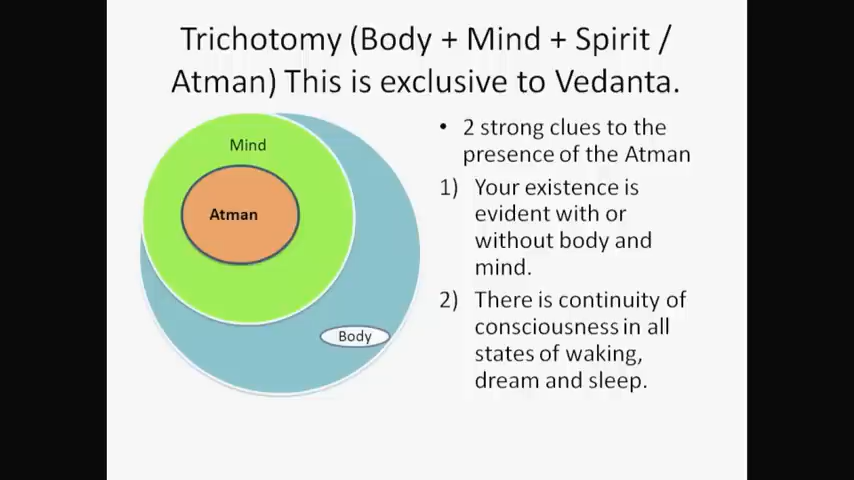 Trichotomy (Body + Mind + Spirit /
Atman) This is exclusive to Vedanta.
Mind
Atman
Body
• 2 strong clues to the
presence of the Atman
1) Your existence is
evident with or
without body and
mind.
2) There is continuity of
consciousness in all
states of waking,
dream and sleep.